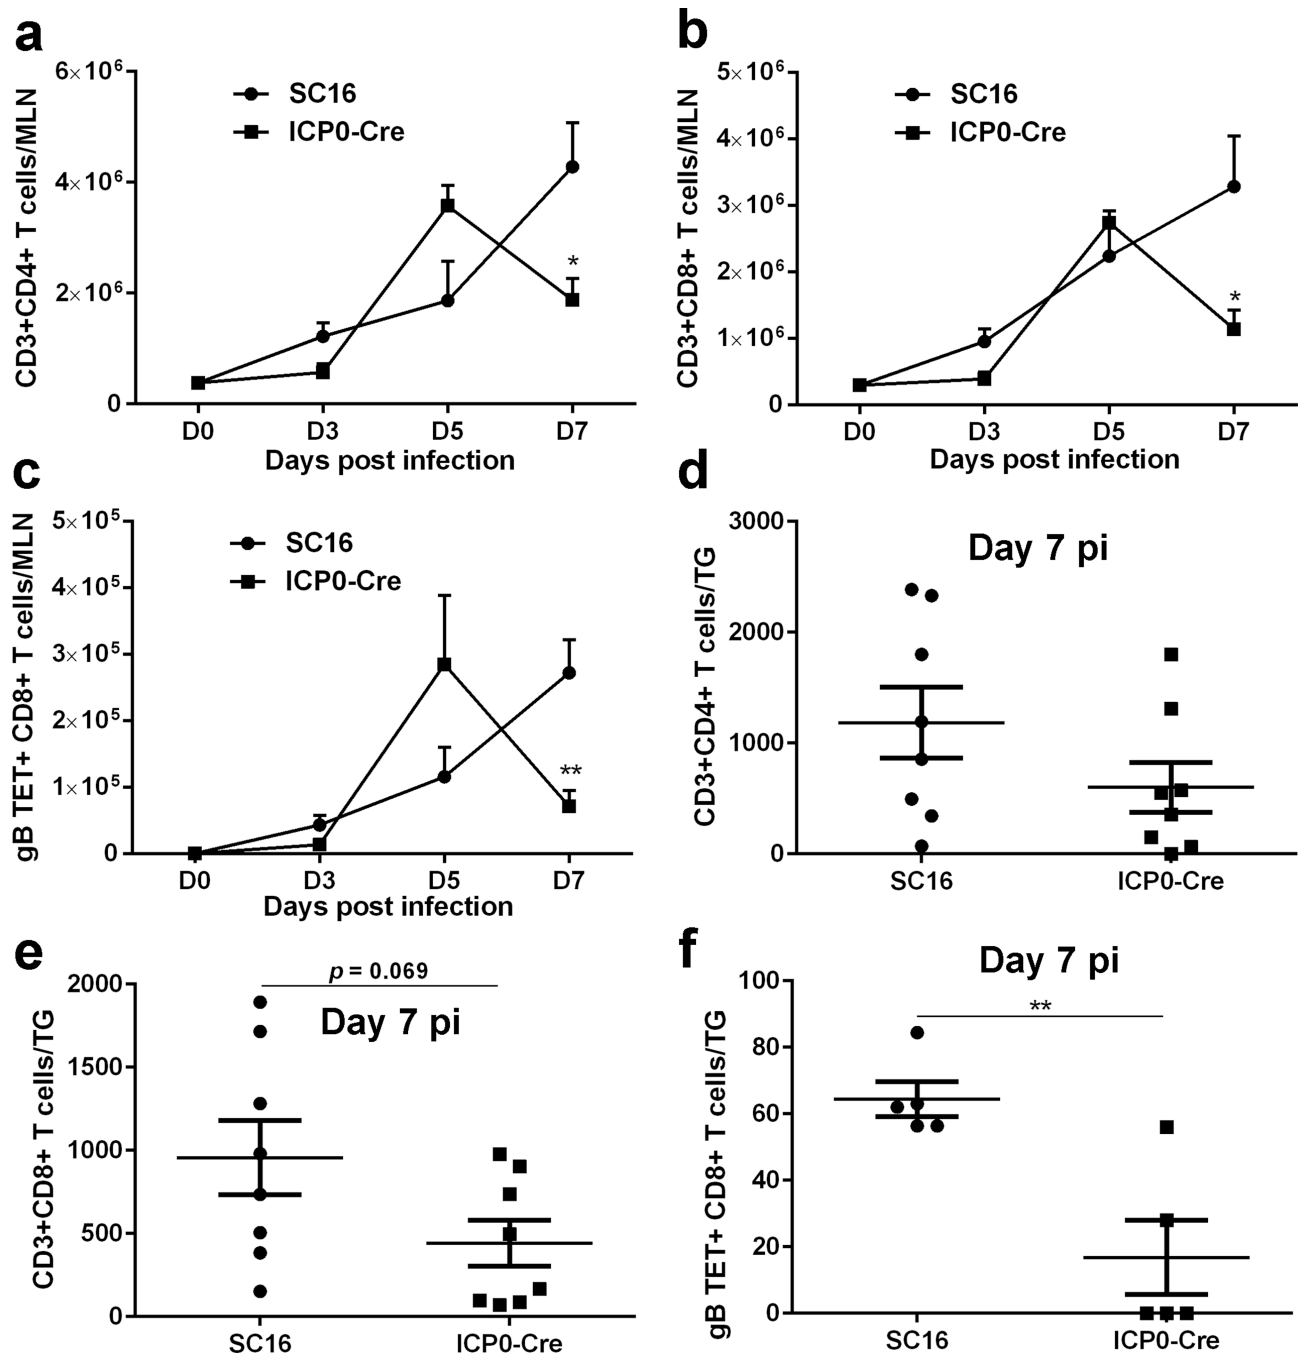 a
CD3+CD4+ T cells/MLN
6×10⁶
4×10⁶
2×10⁶
0
SC16
ICP0-Cre
*
D0 D3 D5 D7
Days post infection
b
CD3+CD8+ T cells/MLN
5×10⁶
4×10⁶
3×10⁶
2×10⁶
1×10⁶
0
SC16
ICP0-Cre
*
D0 D3 D5 D7
Days post infection
c
gB TET+ CD8+ T cells/MLN
5×10⁵
4×10⁵
3×10⁵
2×10⁵
1×10⁵
0
SC16
ICP0-Cre
**
D0 D3 D5 D7
Days post infection
d
CD3+CD4+ T cells/TG
3000
2000
1000
0
Day 7 pi
SC16 ICP0-Cre
e
CD3+CD8+ T cells/TG
2000
1500
1000
500
0
p = 0.069
Day 7 pi
SC16 ICP0-Cre
f
gB TET+ CD8+ T cells/TG
100
80
60
40
20
0
Day 7 pi
**
SC16 ICP0-Cre